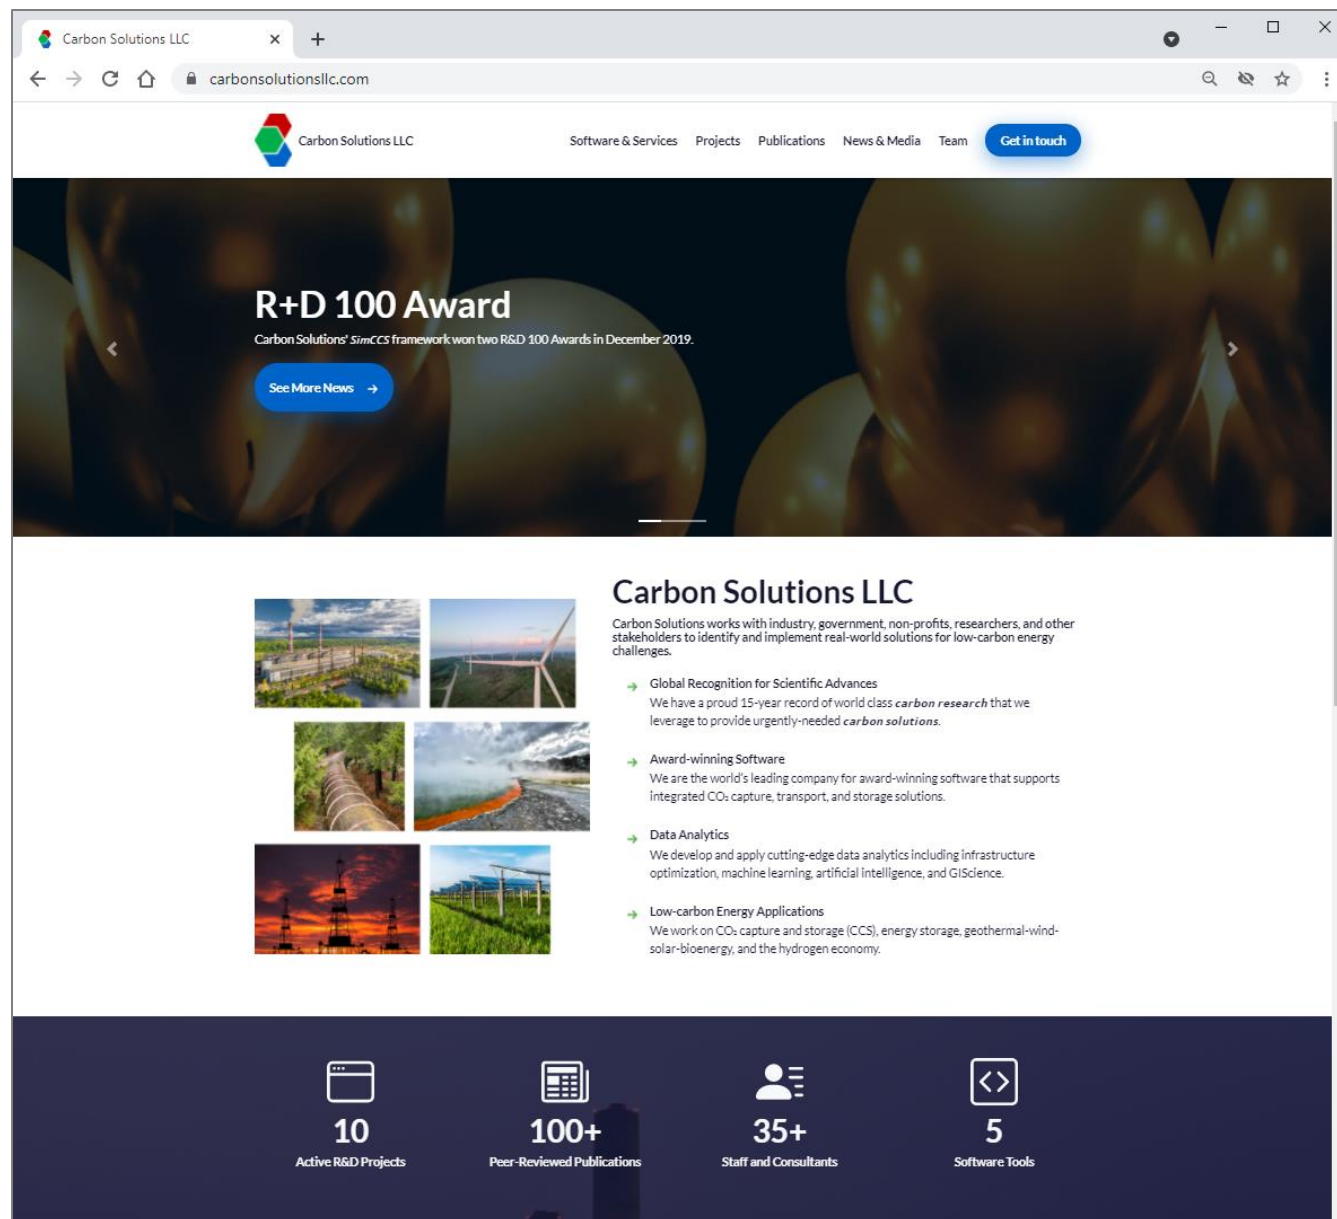 Carbon Solutions LLC
carbonsolutionsllc.com
Carbon Solutions LLC
Software & Services Projects Publications News & Media Team Get in touch
R+D 100 Award
Carbon Solutions' SimCCS framework won two R&D 100 Awards in December 2019.
See More News →
Carbon Solutions LLC
Carbon Solutions works with industry, government, non-profits, researchers, and other
stakeholders to identify and implement real-world solutions for low-carbon energy
challenges.
Global Recognition for Scientific Advances
We have a proud 15-year record of world class carbon research that we
leverage to provide urgently-needed carbon solutions.
Award-winning Software
We are the world's leading company for award-winning software that supports
integrated CO₂ capture, transport, and storage solutions.
Data Analytics
We develop and apply cutting-edge data analytics including infrastructure
optimization, machine learning, artificial intelligence, and GIScience.
Low-carbon Energy Applications
We work on CO₂ capture and storage (CCS), energy storage, geothermal-wind-
solar-bioenergy, and the hydrogen economy.
10 100+ 35+ 5
Active R&D Projects Peer-Reviewed Publications Staff and Consultants Software Tools